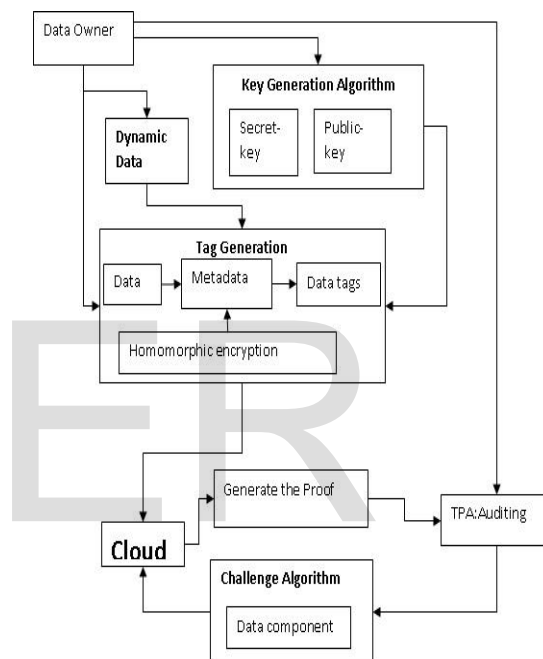 Data Owner
Key Generation Algorithm
Secret-
key
Public-
key
Dynamic
Data
Tag Generation
Data
Metadata
Data tags
Homomorphic encryption
ER
Generate the Proof
TPA:Auditing
Cloud
Challenge Algorithm
Data component